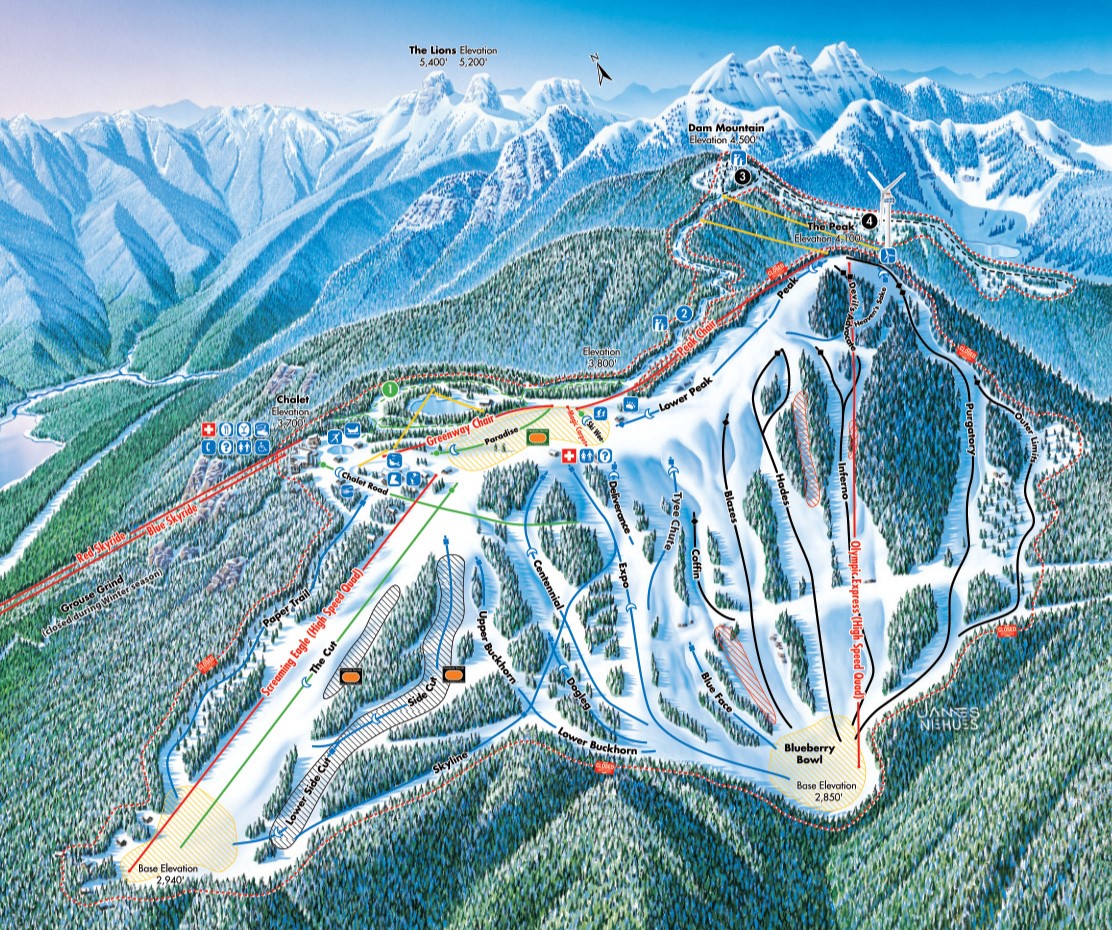 The Lions Elevation
5,400' 5,200'
N
Dam Mountain
Elevation 4,500'
3
4
The Peak
Elevation 4,100'
CLOSED
Peak
Devil's Advocate
Heaven's Sake
2
Peak Chair
CLOSED
Elevation
3,800'
1
Lower Peak
Chalet
Elevation
3,700'
Greenway Chair
Paradise
Magic Carpets
Ski Wee
?
?
Chalet Road
Outer Limits
Purgatory
Red Skyride
Blue Skyride
Grouse Grind
(closed during Winter season)
Deliverance
Tyee Chute
Blazes
Hades
Inferno
Coffin
Expo
Centennial
Paper Trail
Screaming Eagle (High Speed Quad)
The Cut
Upper Buckhorn
Olympic Express (High Speed Quad)
CLOSED
CLOSED
Side Cut
Dogleg
Blue Face
JAMES
NIEHUES
Lower Buckhorn
Skyline
CLOSED
Lower Side Cut
Blueberry
Bowl
Base Elevation
2,850'
Base Elevation
2,940'